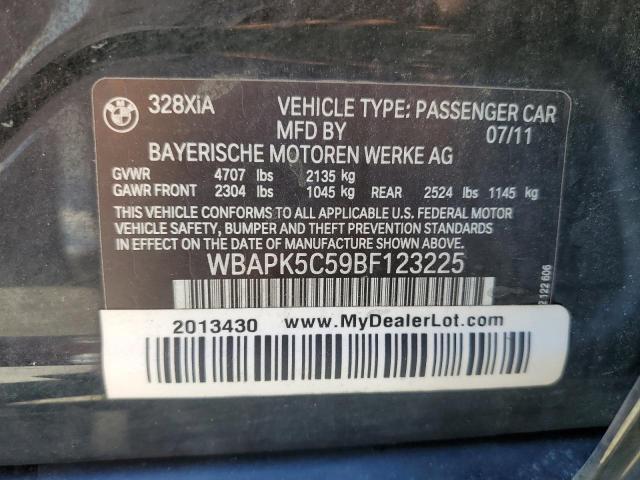 328XiA VEHICLE TYPE: PASSENGER CAR
MFD BY 07/11
BAYERISCHE MOTOREN WERKE AG
GVWR 4707 lbs 2135 kg
GAWR FRONT 2304 lbs 1045 kg REAR 2524 lbs 1145 kg
THIS VEHICLE CONFORMS TO ALL APPLICABLE U.S. FEDERAL MOTOR
VEHICLE SAFETY, BUMPER AND THEFT PREVENTION STANDARDS
IN EFFECT ON THE DATE OF MANUFACTURE SHOWN ABOVE.
WBAPK5C59BF123225
2013430 www.MyDealerLot.com